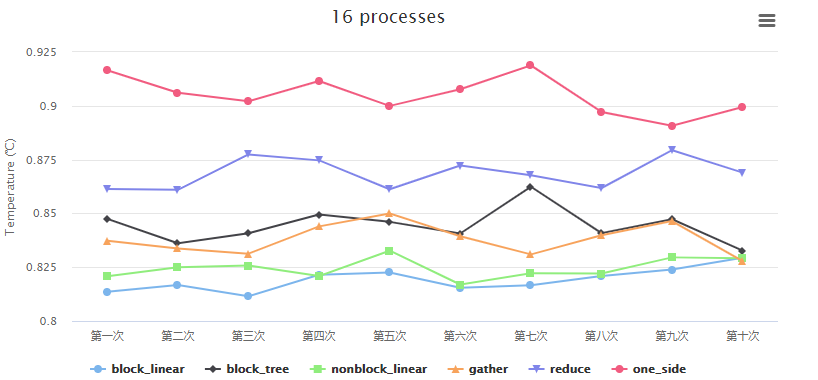 16 processes
Temperature (℃)
0.925
0.9
0.875
0.85
0.825
0.8
第一次 第二次 第三次 第四次 第五次 第六次 第七次 第八次 第九次 第十次
block_linear block_tree nonblock_linear gather reduce one_side